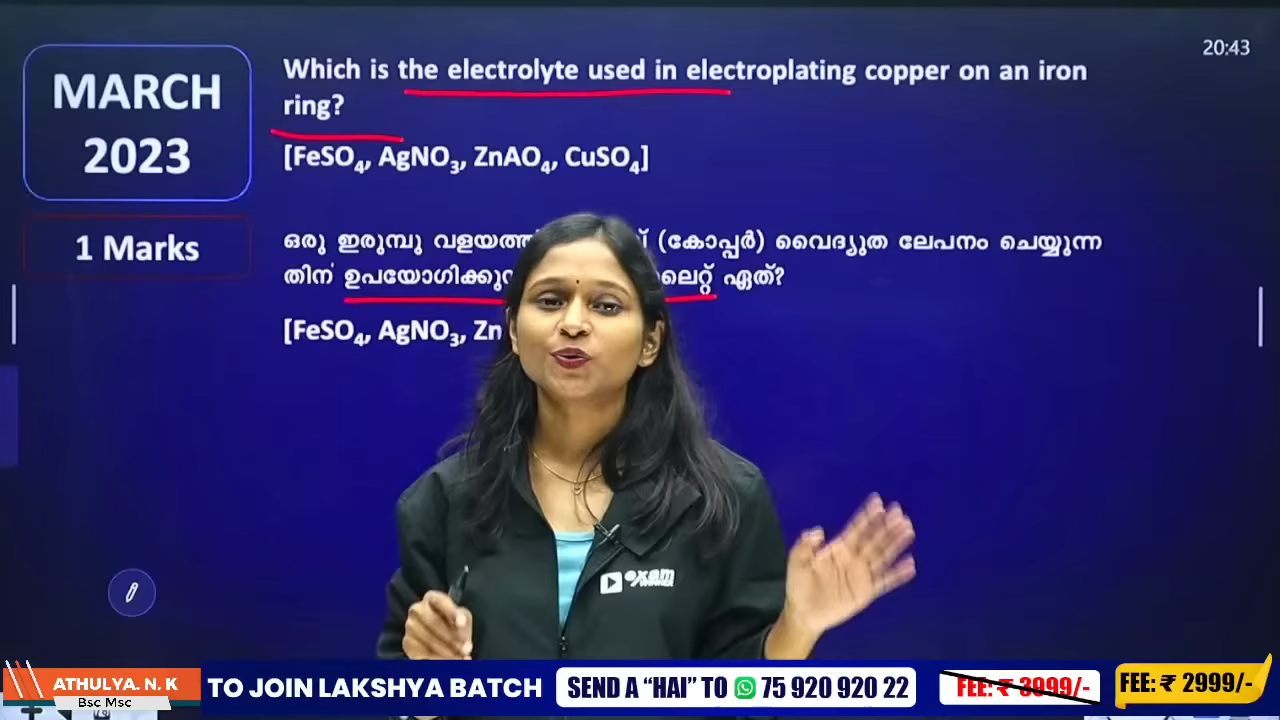 MARCH
2023
1 Marks
20:43
Which is the electrolyte used in electroplating copper on an iron
ring?
[FeSO₄, AgNO₃, ZnAO₄, CuSO₄]
ഒരു ഇരുമ്പു (കോപ്പർ) വൈദ്യുത ലേപനം ചെയ്യുന്ന
തിന് ഏത്?
[FeSO₄, AgNO₃, Zn
exam
ATHULYA. N. K
Bsc Msc
TO JOIN LAKSHYA BATCH
SEND A “HAI” TO 75 920 920 22
FEE: ₹ 3999/-
FEE: ₹ 2999/-